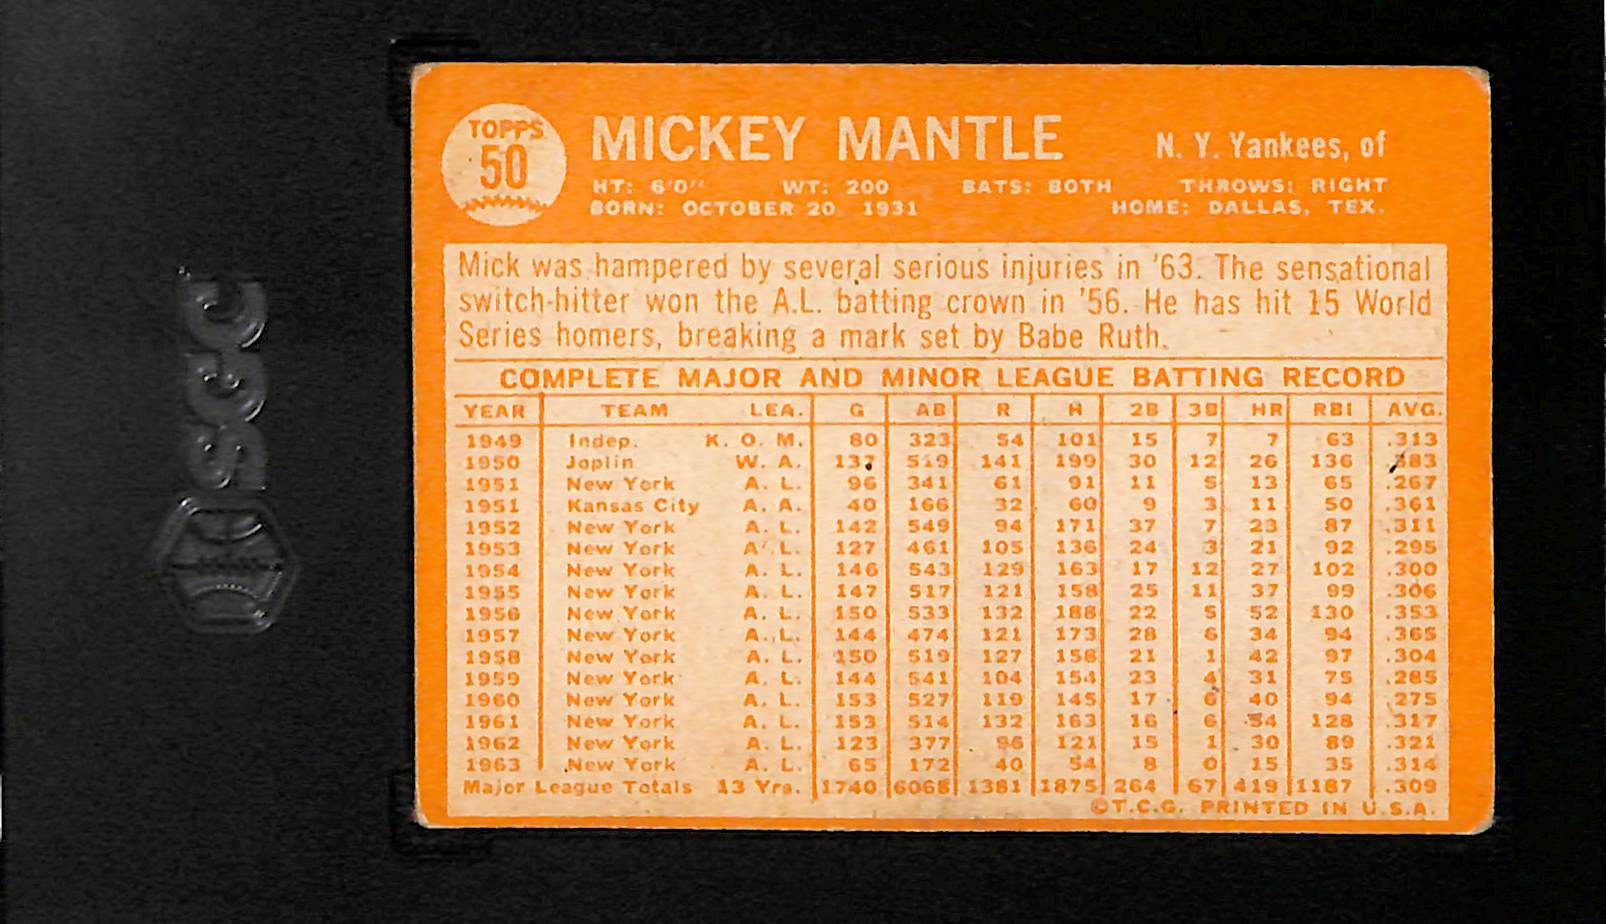 SGC
TOPPS
50
MICKEY MANTLE
N. Y. Yankees, of
HT: 6'0" WT: 200 BATS: BOTH THROWS: RIGHT
BORN: OCTOBER 20 1931 HOME: DALLAS, TEX.
Mick was hampered by several serious injuries in '63. The sensational
switch-hitter won the A.L. batting crown in '56. He has hit 15 World
Series homers, breaking a mark set by Babe Ruth.
COMPLETE MAJOR AND MINOR LEAGUE BATTING RECORD
YEAR TEAM LEA. G AB R H 2B 3B HR RBI AVG.
1949 Indep. K. O. M. 80 323 54 101 15 7 7 63 .313
1950 Joplin W. A. 137 519 141 199 30 12 26 136 .383
1951 New York A. L. 96 341 61 91 11 5 13 65 .267
1951 Kansas City A. A. 40 166 32 60 9 3 11 50 .361
1952 New York A. L. 142 549 94 171 37 7 23 87 .311
1953 New York A. L. 127 461 105 136 24 3 21 92 .295
1954 New York A. L. 146 543 129 163 17 12 27 102 .300
1955 New York A. L. 147 517 121 158 25 11 37 99 .306
1956 New York A. L. 150 533 132 188 22 5 52 130 .353
1957 New York A. L. 144 474 121 173 28 6 34 94 .365
1958 New York A. L. 150 519 127 158 21 1 42 97 .304
1959 New York A. L. 144 541 104 154 23 4 31 75 .285
1960 New York A. L. 153 527 119 145 17 6 40 94 .275
1961 New York A. L. 153 514 132 163 16 6 54 128 .317
1962 New York A. L. 123 377 96 121 15 1 30 89 .321
1963 New York A. L. 65 172 40 54 8 0 15 35 .314
Major League Totals 13 Yrs. 1740 6068 1381 1875 264 67 419 1187 .309
©T.C.G. PRINTED IN U.S.A.